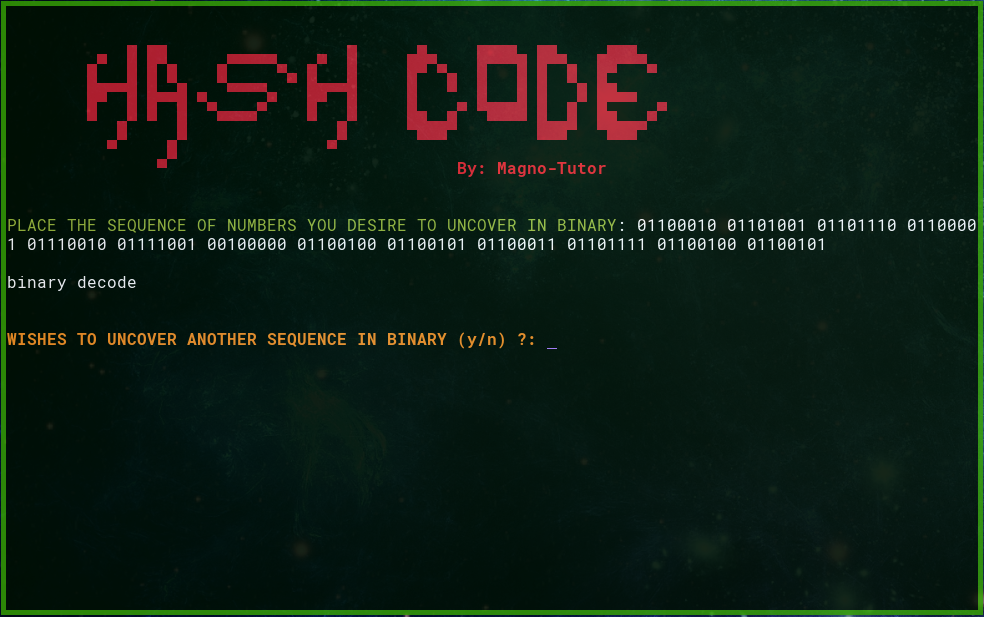 HASH CODE
By: Magno-Tutor
PLACE THE SEQUENCE OF NUMBERS YOU DESIRE TO UNCOVER IN BINARY: 01100010 01101001 01101110 0110000
1 01110010 01111001 00100000 01100100 01100101 01100011 01101111 01100100 01100101
binary decode
WISHES TO UNCOVER ANOTHER SEQUENCE IN BINARY (y/n) ?: _